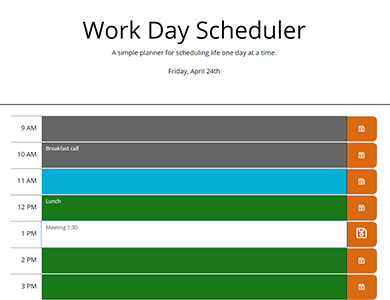 Work Day Scheduler
A simple planner for scheduling life one day at a time.
Friday, April 24th
9 AM
10 AM Breakfast call
11 AM
12 PM Lunch
1 PM Meeting 1:30
2 PM
3 PM